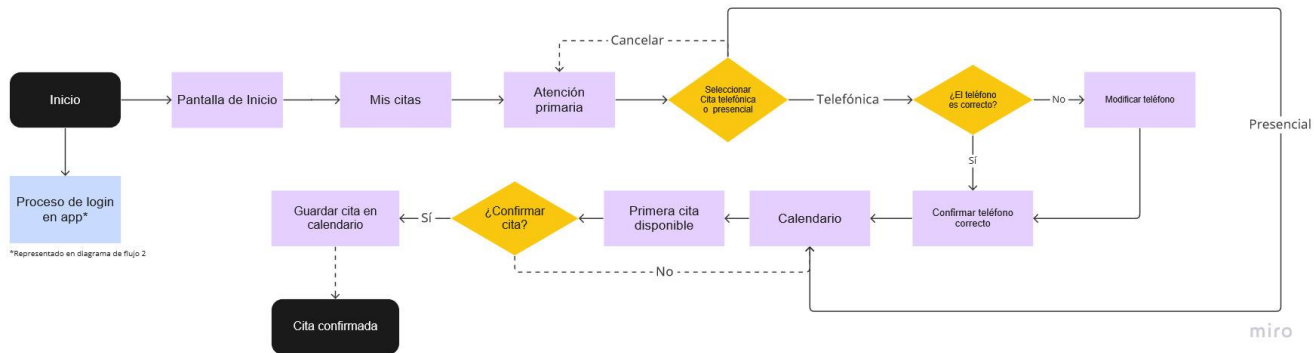 Cancelar
Inicio
Pantalla de Inicio
Mis citas
Atención
primaria
Seleccionar
Cita telefónica
o presencial
Telefónica
¿El teléfono
es correcto?
No
Modificar teléfono
Presencial
Sí
Proceso de login
en app*
*Representado en diagrama de flujo 2
Guardar cita en
calendario
Sí
¿Confirmar
cita?
Primera cita
disponible
Calendario
Confirmar teléfono
correcto
No
Cita confirmada
miro